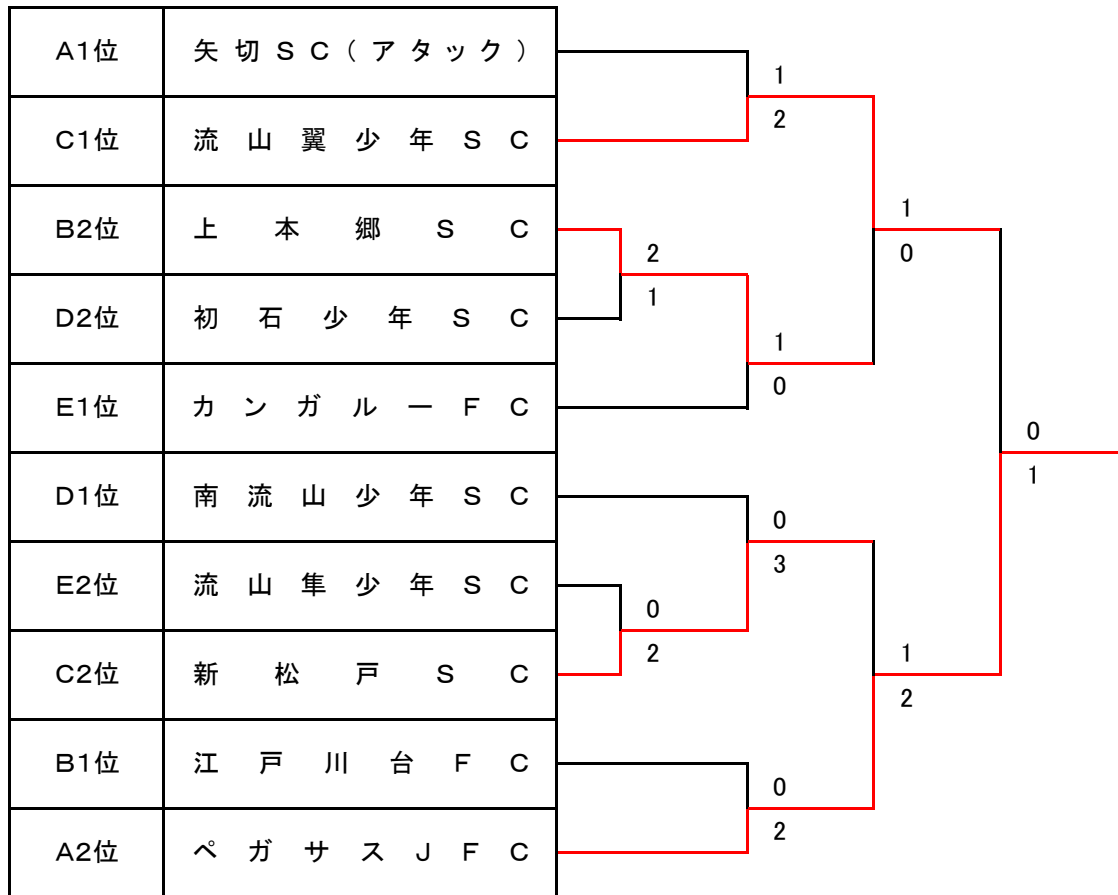 A1位 矢切SC(アタック)
C1位 流山翼少年SC
B2位 上本郷SC
D2位 初石少年SC
E1位 カンガルーFC
D1位 南流山少年SC
E2位 流山隼少年SC
C2位 新松戸SC
B1位 江戸川台FC
A2位 ペガサスJFC
1
2
2
1
1
0
1
0
0
3
0
2
0
2
1
2
0
1